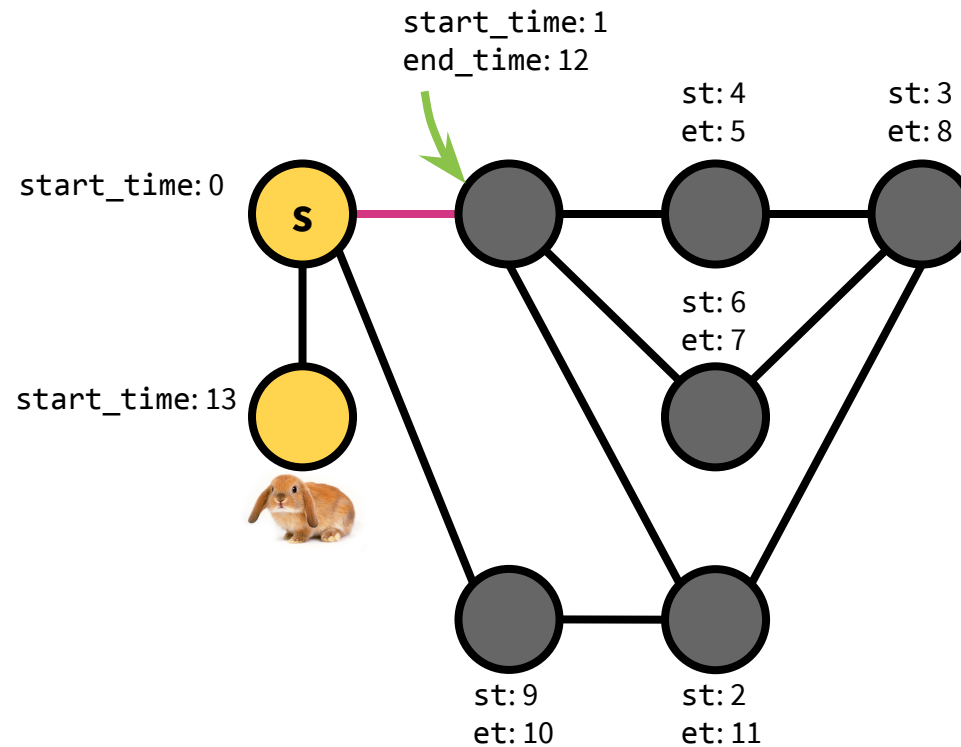 start_time: 1
end_time: 12
st: 4
et: 5
st: 3
et: 8
start_time: 0
s
st: 6
et: 7
start_time: 13
st: 9
et: 10
st: 2
et: 11